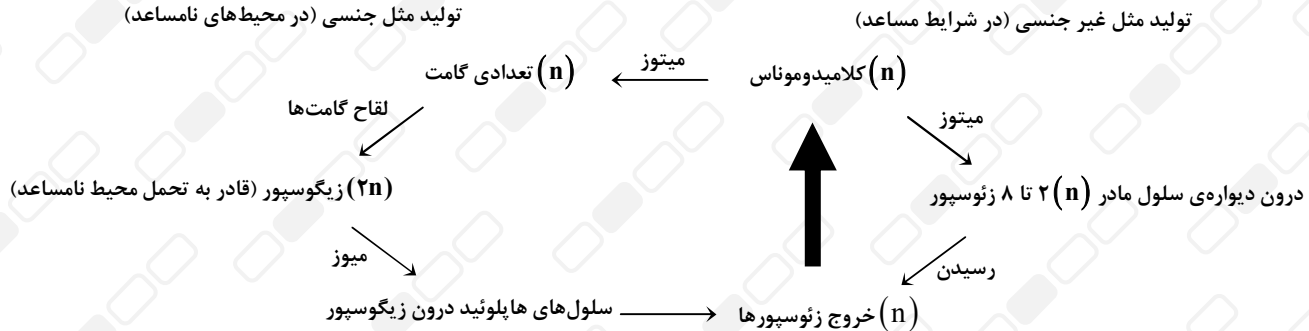 تولید مثل غیر جنسی (در شرایط مساعد)
تولید مثل جنسی (در محیط‌های نامساعد)
(n) کلامیدوموناس
میتوز
(n) تعدادی گامت
میتوز
لقاح گامت‌ها
درون دیواره‌ی سلول مادر (n) ۲ تا ۸ زئوسپور
(۲n) زیگوسپور (قادر به تحمل محیط نامساعد)
رسیدن
میوز
(n) خروج زئوسپورها
سلول‌های هاپلوئید درون زیگوسپور